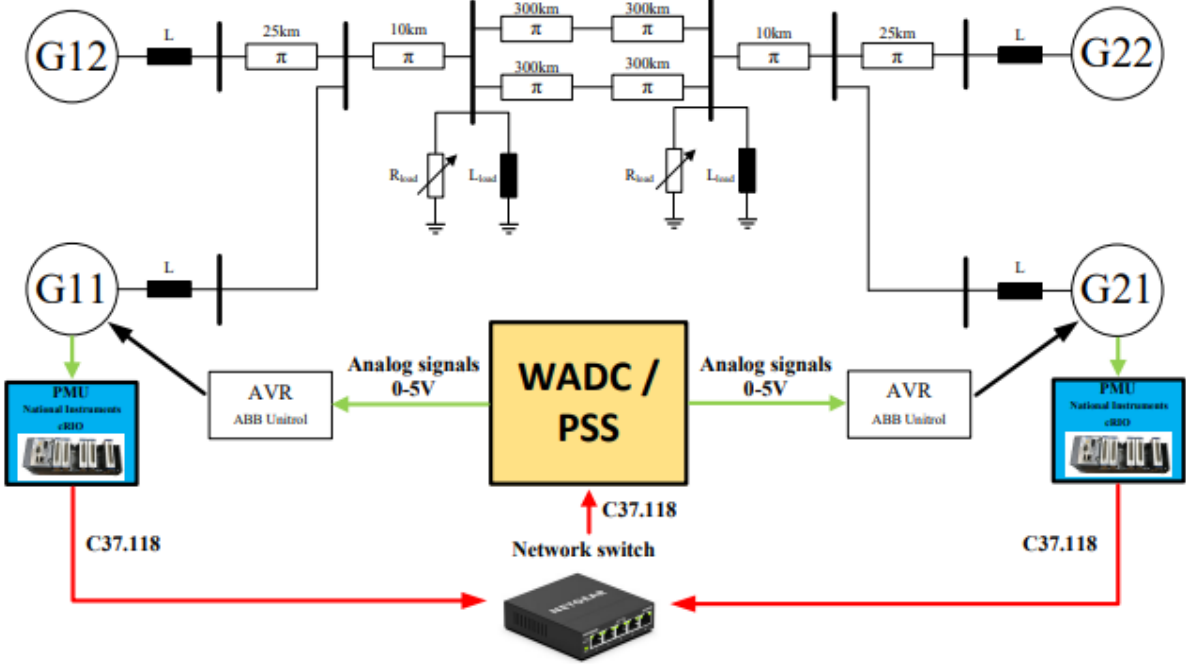 G12
L
25km
π
10km
π
300km
π
300km
π
300km
π
300km
π
10km
π
25km
π
L
G22
Rload
Lload
Rload
Lload
G11
L
L
G21
PMU
National Instruments
cRIO
AVR
ABB Unitrol
Analog signals
0-5V
WADC /
PSS
Analog signals
0-5V
AVR
ABB Unitrol
PMU
National Instruments
cRIO
C37.118
C37.118
C37.118
Network switch
NETGEAR